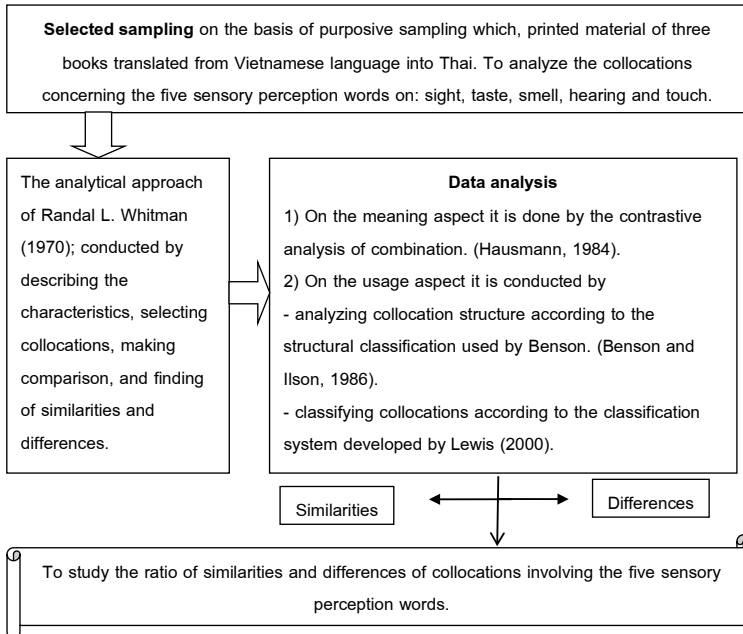 Selected sampling on the basis of purposive sampling which, printed material of three
books translated from Vietnamese language into Thai. To analyze the collocations
concerning the five sensory perception words on: sight, taste, smell, hearing and touch.
The analytical approach
of Randal L. Whitman
(1970); conducted by
describing the
characteristics, selecting
collocations, making
comparison, and finding
of similarities and
differences.
Data analysis
1) On the meaning aspect it is done by the contrastive
analysis of combination. (Hausmann, 1984).
2) On the usage aspect it is conducted by
- analyzing collocation structure according to the
structural classification used by Benson. (Benson and
Ilson, 1986).
- classifying collocations according to the classification
system developed by Lewis (2000).
Similarities
Differences
To study the ratio of similarities and differences of collocations involving the five sensory
perception words.